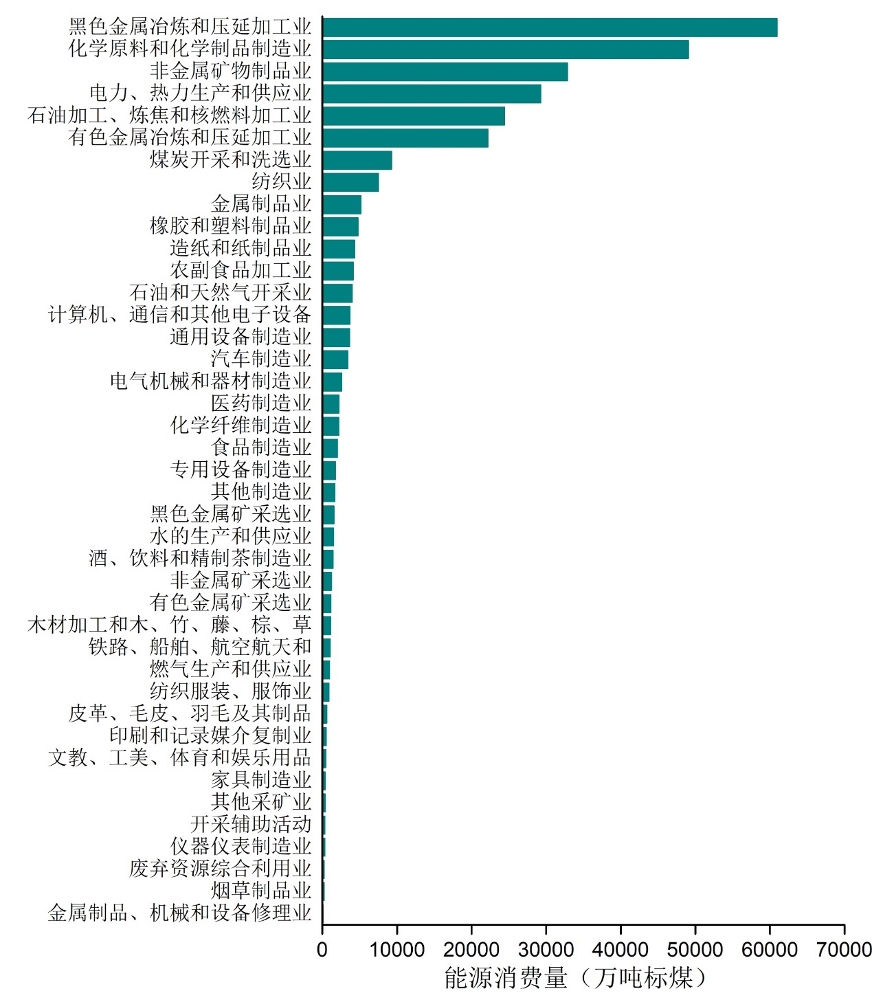 黑色金属冶炼和压延加工业
化学原料和化学制品制造业
非金属矿物制品业
电力、热力生产和供应业
石油加工、炼焦和核燃料加工业
有色金属冶炼和压延加工业
煤炭开采和洗选业
纺织业
金属制品业
橡胶和塑料制品业
造纸和纸制品业
农副食品加工业
石油和天然气开采业
计算机、通信和其他电子设备
通用设备制造业
汽车制造业
电气机械和器材制造业
医药制造业
化学纤维制造业
食品制造业
专用设备制造业
其他制造业
黑色金属矿采选业
水的生产和供应业
酒、饮料和精制茶制造业
非金属矿采选业
有色金属矿采选业
木材加工和木、竹、藤、棕、草
铁路、船舶、航空航天和
燃气生产和供应业
纺织服装、服饰业
皮革、毛皮、羽毛及其制品
印刷和记录媒介复制业
文教、工美、体育和娱乐用品
家具制造业
其他采矿业
开采辅助活动
仪器仪表制造业
废弃资源综合利用业
烟草制品业
金属制品、机械和设备修理业
0 10000 20000 30000 40000 50000 60000 70000
能源消费量（万吨标煤）